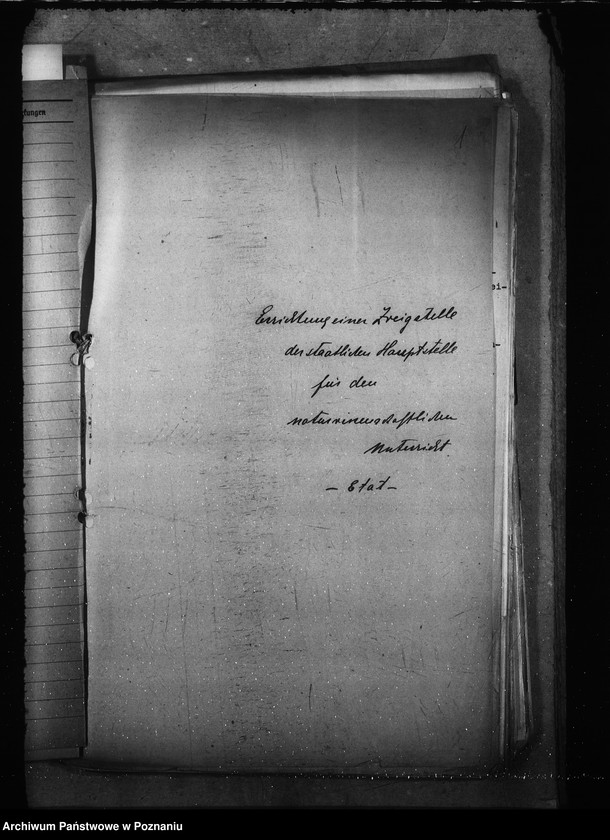 Errichtung einer Zweigstelle
der staatlichen Hauptstelle
für den
naturwissenschaftlichen
Unterricht.
- Etat -
Archiwum Państwowe w Poznaniu